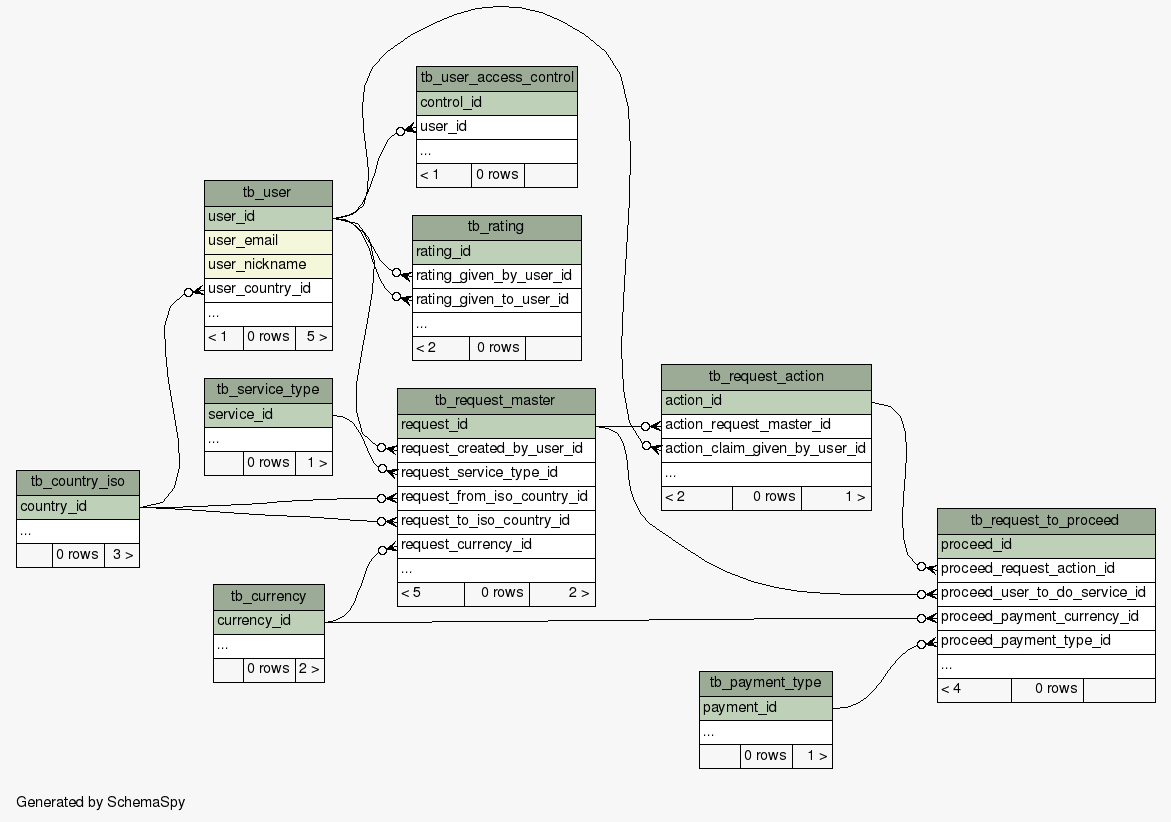 tb_user_access_control
control_id
user_id
...
< 1 0 rows
tb_user
user_id
user_email
user_nickname
user_country_id
...
< 1 0 rows 5 >
tb_rating
rating_id
rating_given_by_user_id
rating_given_to_user_id
...
< 2 0 rows
tb_service_type
service_id
...
0 rows 1 >
tb_request_master
request_id
request_created_by_user_id
request_service_type_id
request_from_iso_country_id
request_to_iso_country_id
request_currency_id
...
< 5 0 rows 2 >
tb_request_action
action_id
action_request_master_id
action_claim_given_by_user_id
...
< 2 0 rows 1 >
tb_country_iso
country_id
...
0 rows 3 >
tb_request_to_proceed
proceed_id
proceed_request_action_id
proceed_user_to_do_service_id
proceed_payment_currency_id
proceed_payment_type_id
...
< 4 0 rows
tb_currency
currency_id
...
0 rows 2 >
tb_payment_type
payment_id
...
0 rows 1 >
Generated by SchemaSpy